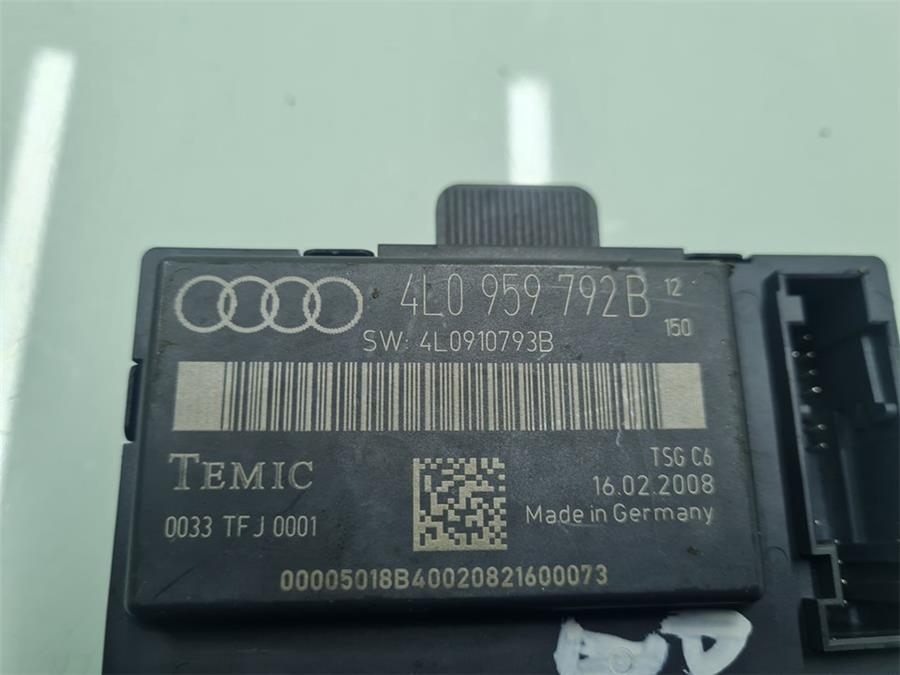 4L0 959 792B 12
150
SW: 4L0910793B
TEMIC
TSG C6
16.02.2008
0033 TFJ 0001
Made in Germany
00005018B40020821600073